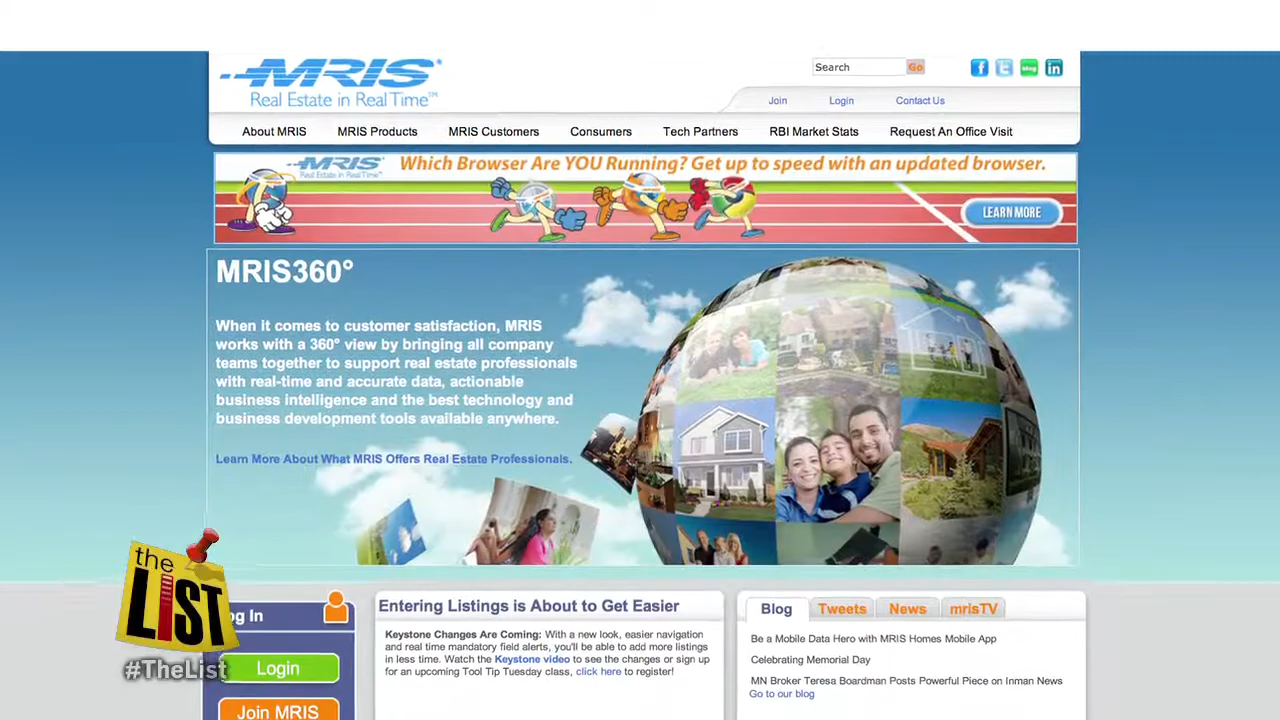 MRIS
Real Estate in Real Time™
Search
Go
Join
Login
Contact Us
About MRIS
MRIS Products
MRIS Customers
Consumers
Tech Partners
RBI Market Stats
Request An Office Visit
MRIS
Real Estate in Real Time
Which Browser Are YOU Running? Get up to speed with an updated browser.
LEARN MORE
MRIS360°
When it comes to customer satisfaction, MRIS
works with a 360° view by bringing all company
teams together to support real estate professionals
with real-time and accurate data, actionable
business intelligence and the best technology and
business development tools available anywhere.
Learn More About What MRIS Offers Real Estate Professionals.
the
LIST
#TheList
og In
Login
Join MRIS
Entering Listings is About to Get Easier
Keystone Changes Are Coming: With a new look, easier navigation
and real time mandatory field alerts, you'll be able to add more listings
in less time. Watch the Keystone video to see the changes or sign up
for an upcoming Tool Tip Tuesday class, click here to register!
Blog
Tweets
News
mrisTV
Be a Mobile Data Hero with MRIS Homes Mobile App
Celebrating Memorial Day
MN Broker Teresa Boardman Posts Powerful Piece on Inman News
Go to our blog